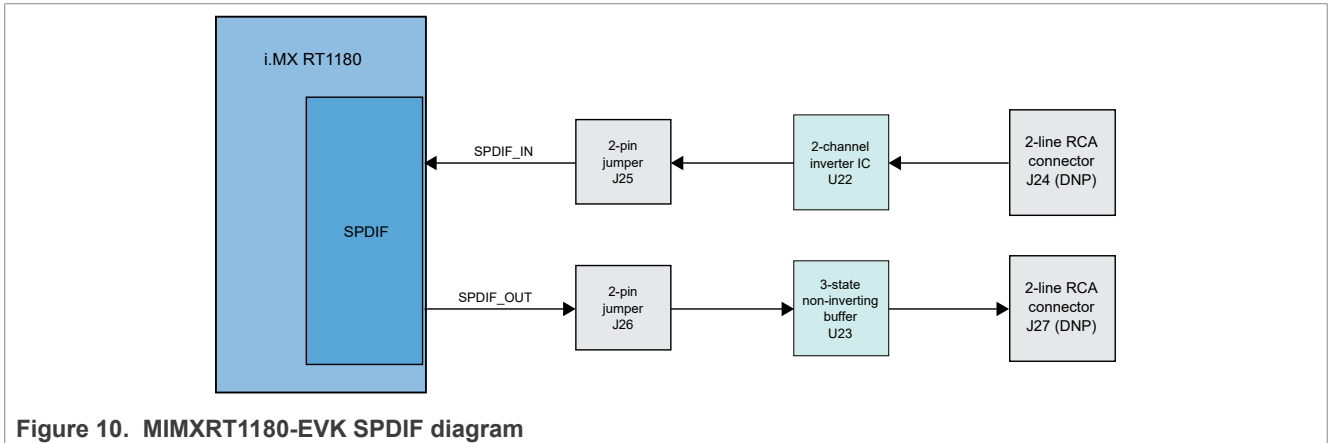 i.MX RT1180
SPDIF
SPDIF_IN
2-pin
jumper
J25
2-channel
inverter IC
U22
2-line RCA
connector
J24 (DNP)
SPDIF_OUT
2-pin
jumper
J26
3-state
non-inverting
buffer
U23
2-line RCA
connector
J27 (DNP)
Figure 10. MIMXRT1180-EVK SPDIF diagram